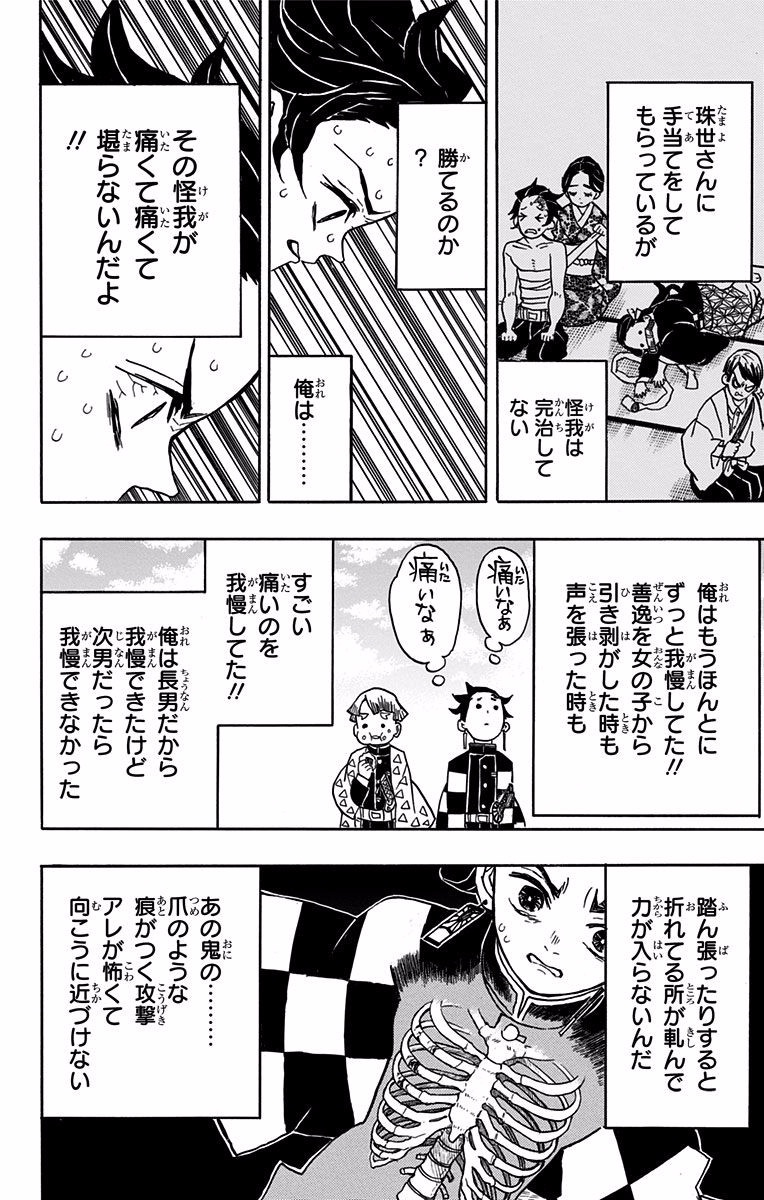 珠世さんに
手当てをして
もらっているが
怪我は
完治して
ない
勝てるのか
？
俺は………
その怪我が
痛くて痛くて
堪らないんだよ
!!
俺はもうほんとに
ずっと我慢してた!!
善逸を女の子から
引き剥がした時も
声を張った時も
痛いなぁ
痛いなぁ
すごい
痛いのを
我慢してた!!
俺は長男だから
我慢できたけど
次男だったら
我慢できなかった
踏ん張ったりすると
折れてる所が軋んで
力が入らないんだ
あの鬼の………
爪のような
痕がつく攻撃
アレが怖くて
向こうに近づけない